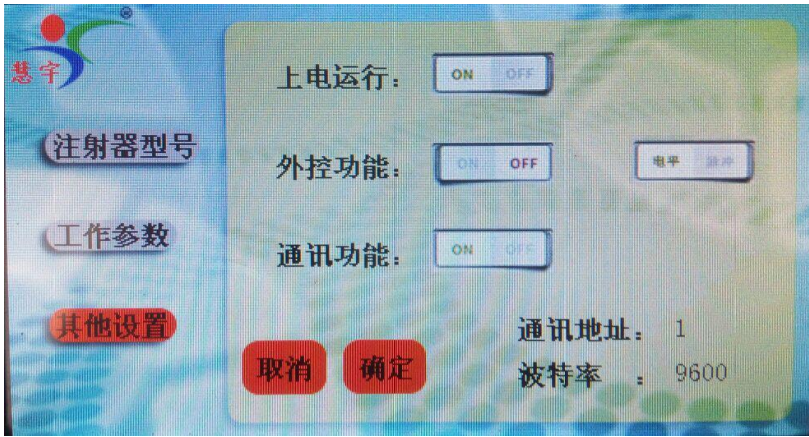 慧宇
®
注射器型号
工作参数
其他设置
上电运行： ON OFF
外控功能： ON OFF 电平 脉冲
通讯功能： ON OFF
取消 确定
通讯地址： 1
波特率 ： 9600